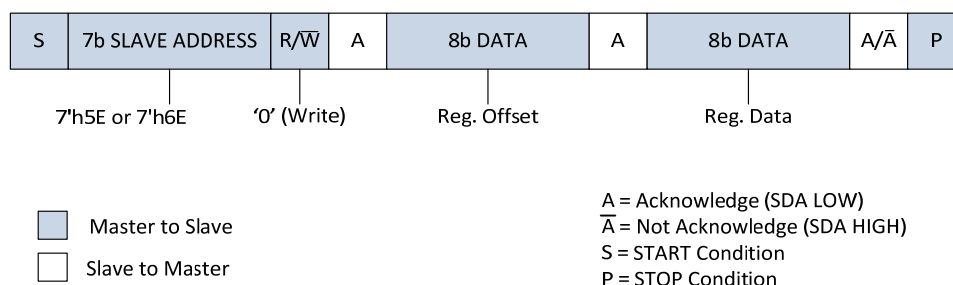 S 7b SLAVE ADDRESS R/W̅ A 8b DATA A 8b DATA A/A̅ P
7'h5E or 7'h6E '0' (Write) Reg. Offset Reg. Data
A = Acknowledge (SDA LOW)
A̅ = Not Acknowledge (SDA HIGH)
S = START Condition
P = STOP Condition
Master to Slave
Slave to Master